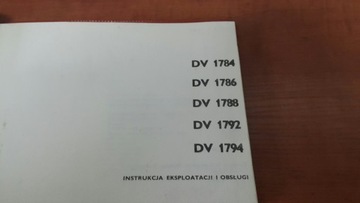 DV 1784
DV 1786
DV 1788
DV 1792
DV 1794
INSTRUKCJA EKSPLOATACJI I OBSŁUGI